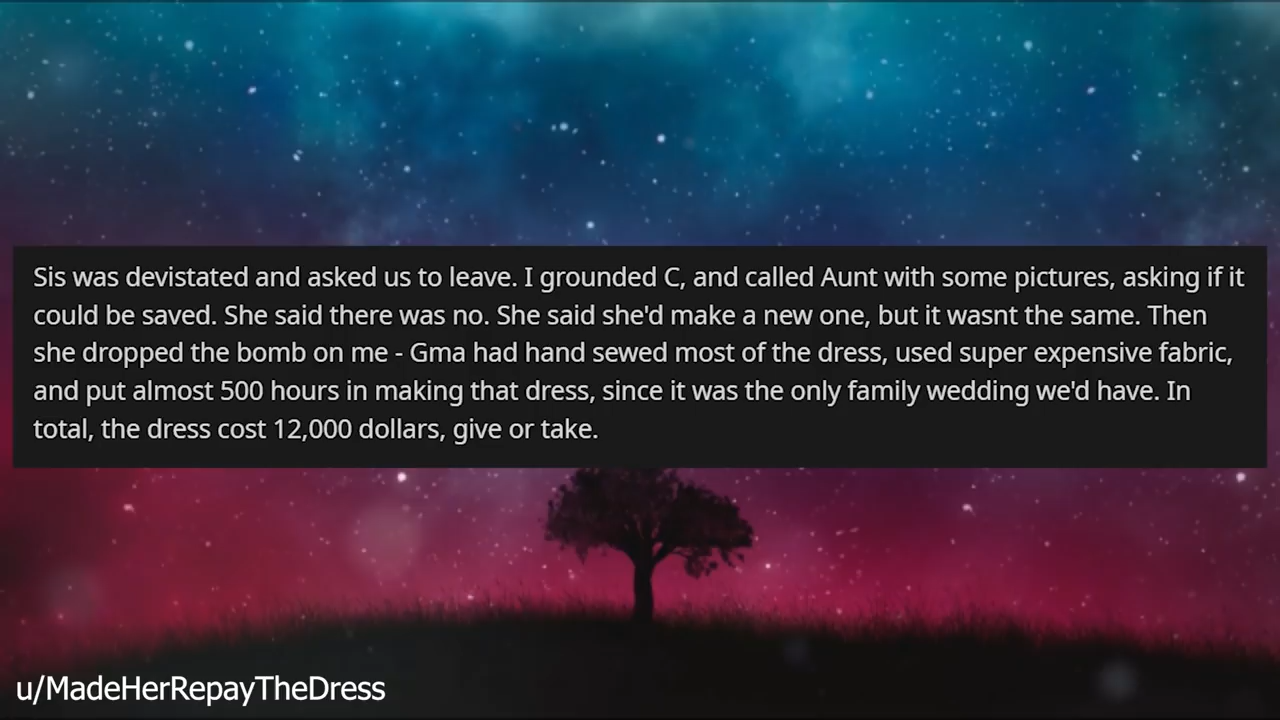 Sis was devistated and asked us to leave. I grounded C, and called Aunt with some pictures, asking if it
could be saved. She said there was no. She said she'd make a new one, but it wasnt the same. Then
she dropped the bomb on me - Gma had hand sewed most of the dress, used super expensive fabric,
and put almost 500 hours in making that dress, since it was the only family wedding we'd have. In
total, the dress cost 12,000 dollars, give or take.
u/MadeHerRepayTheDress